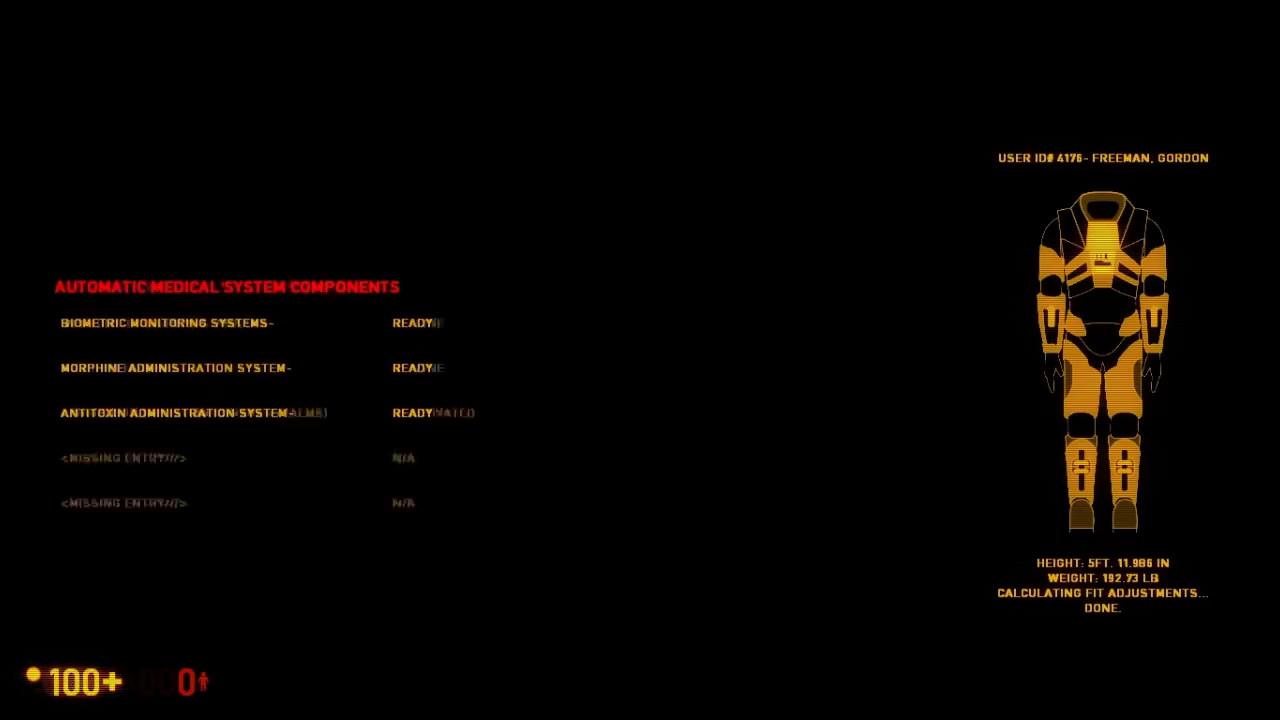 USER ID# 4176- FREEMAN, GORDON
AUTOMATIC MEDICAL SYSTEM COMPONENTS
BIOMETRIC MONITORING SYSTEMS- READY
MORPHINE ADMINISTRATION SYSTEM- READY
ANTITOXIN ADMINISTRATION SYSTEM- READY
<MISSING ENTRY///> N/A
<MISSING ENTRY///> N/A
HEIGHT: 5FT. 11.986 IN
WEIGHT: 192.73 LB
CALCULATING FIT ADJUSTMENTS...
DONE.
100+ 0